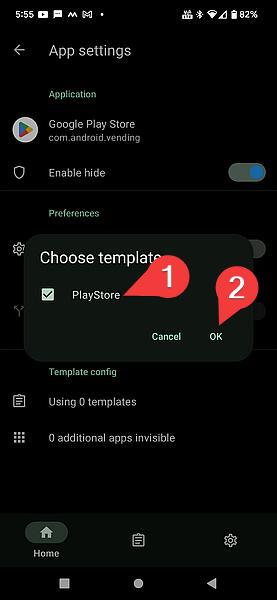 5:55
82%
App settings
Application
Google Play Store
com.android.vending
Enable hide
Preferences
Choose template
1
PlayStore
2
Cancel
OK
Template config
Using 0 templates
0 additional apps invisible
Home